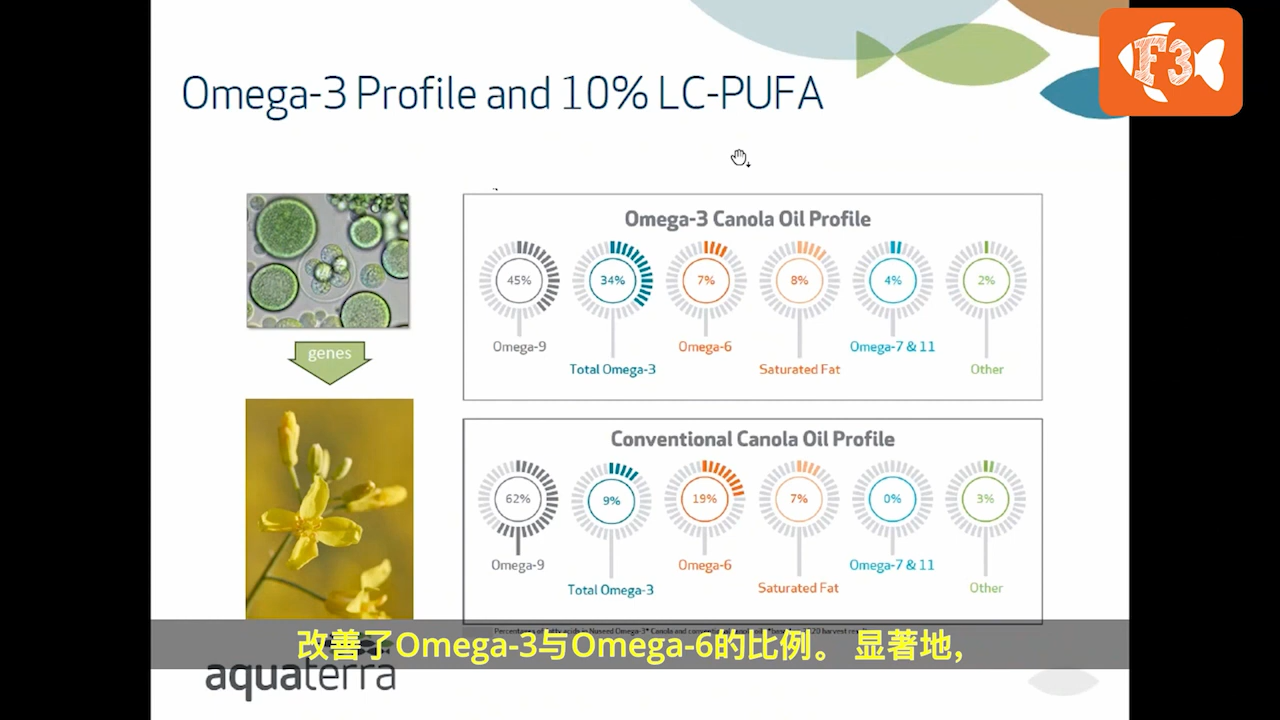 F3
Omega-3 Profile and 10% LC-PUFA
genes
Omega-3 Canola Oil Profile
45% 34% 7% 8% 4% 2%
Omega-9 Omega-6 Omega-7 & 11
Total Omega-3 Saturated Fat Other
Conventional Canola Oil Profile
62% 9% 19% 7% 0% 3%
Omega-9 Omega-6 Omega-7 & 11
Total Omega-3 Saturated Fat Other
改善了Omega-3与Omega-6的比例。 显著地,
aquaterra